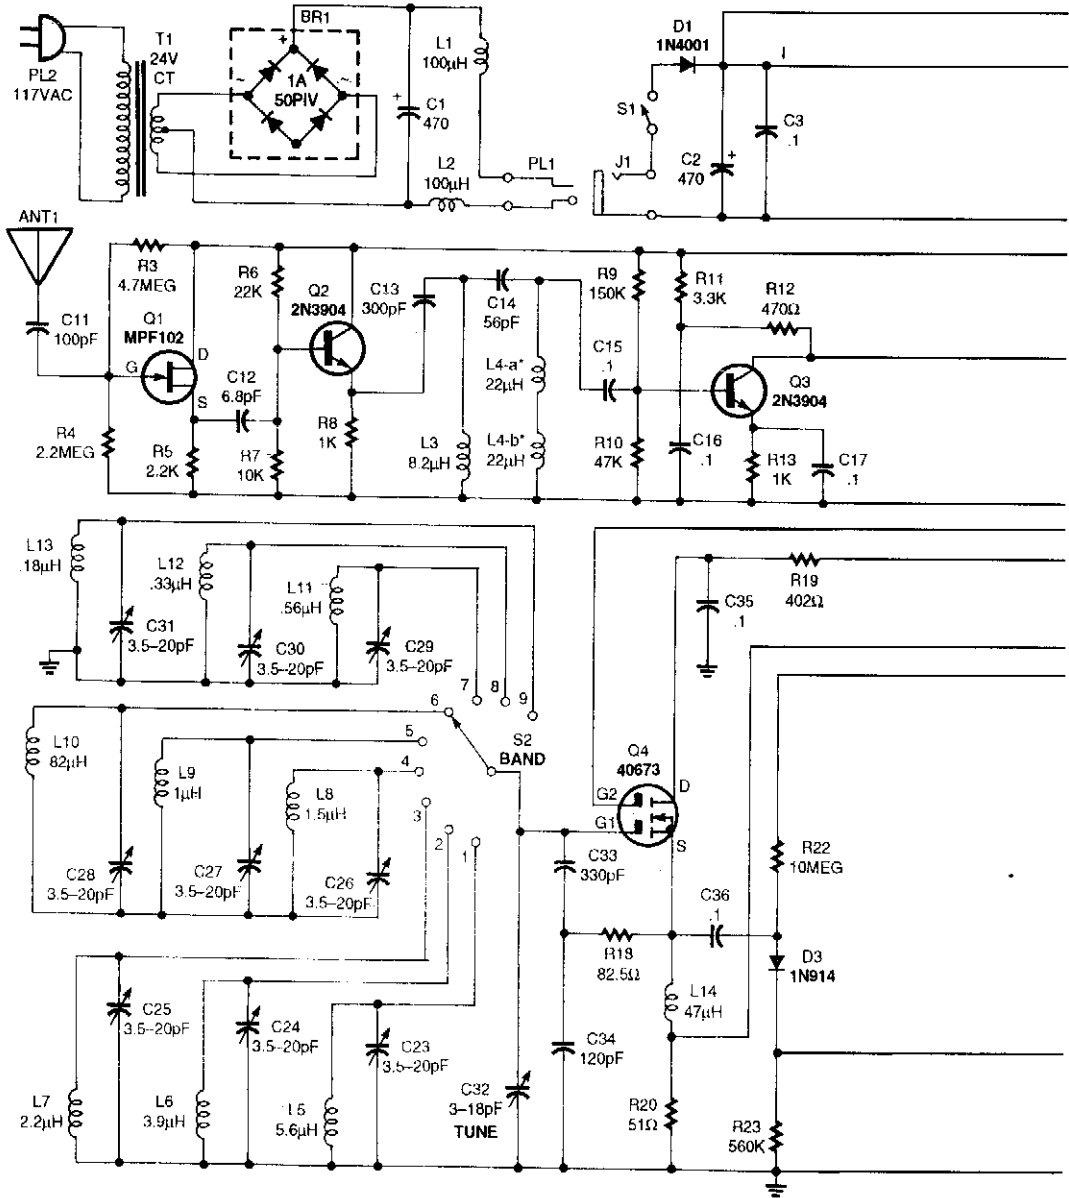 PL2
117VAC
T1
24V
CT
BR1
+
~
~
1A
50PIV
+
C1
470
L1
100µH
L2
100µH
PL1
J1
S1
D1
1N4001
C2
470
+
C3
.1
ANT1
C11
100pF
R3
4.7MEG
Q1
MPF102
G
D
S
R4
2.2MEG
R5
2.2K
C12
6.8pF
R6
22K
R7
10K
Q2
2N3904
R8
1K
C13
300pF
L3
8.2µH
C14
56pF
L4-a*
22µH
L4-b*
22µH
C15
.1
R9
150K
R10
47K
R11
3.3K
C16
.1
R12
470Ω
Q3
2N3904
R13
1K
C17
.1
L13
.18µH
C31
3.5–20pF
L12
.33µH
C30
3.5–20pF
L11
.56µH
C29
3.5–20pF
7
8
9
6
5
4
3
2
1
S2
BAND
L10
82µH
C28
3.5–20pF
L9
1µH
C27
3.5–20pF
L8
1.5µH
C26
3.5–20pF
L7
2.2µH
C25
3.5–20pF
L6
3.9µH
C24
3.5–20pF
L5
5.6µH
C23
3.5–20pF
C32
3–18pF
TUNE
C33
330pF
C34
120pF
R18
82.5Ω
Q4
40673
G2
G1
D
S
C35
.1
R19
402Ω
C36
.1
L14
47µH
R20
51Ω
R22
10MEG
D3
1N914
R23
560K